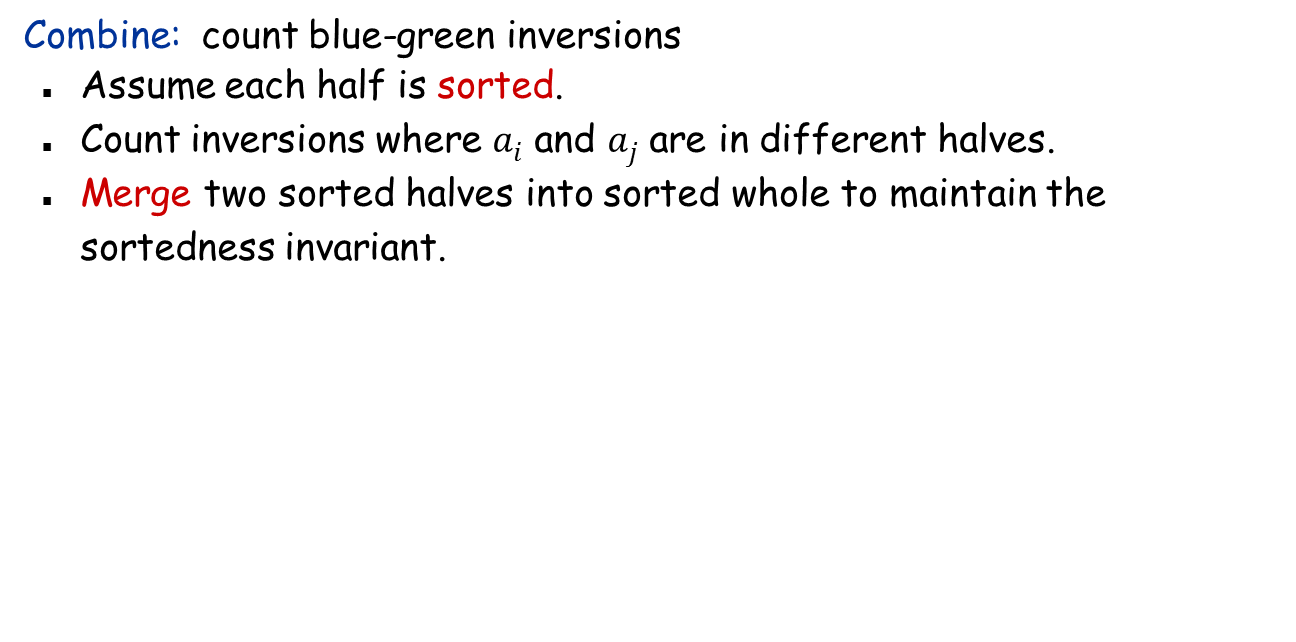 Combine: count blue-green inversions
▪ Assume each half is sorted.
▪ Count inversions where a_i and a_j are in different halves.
▪ Merge two sorted halves into sorted whole to maintain the
sortedness invariant.